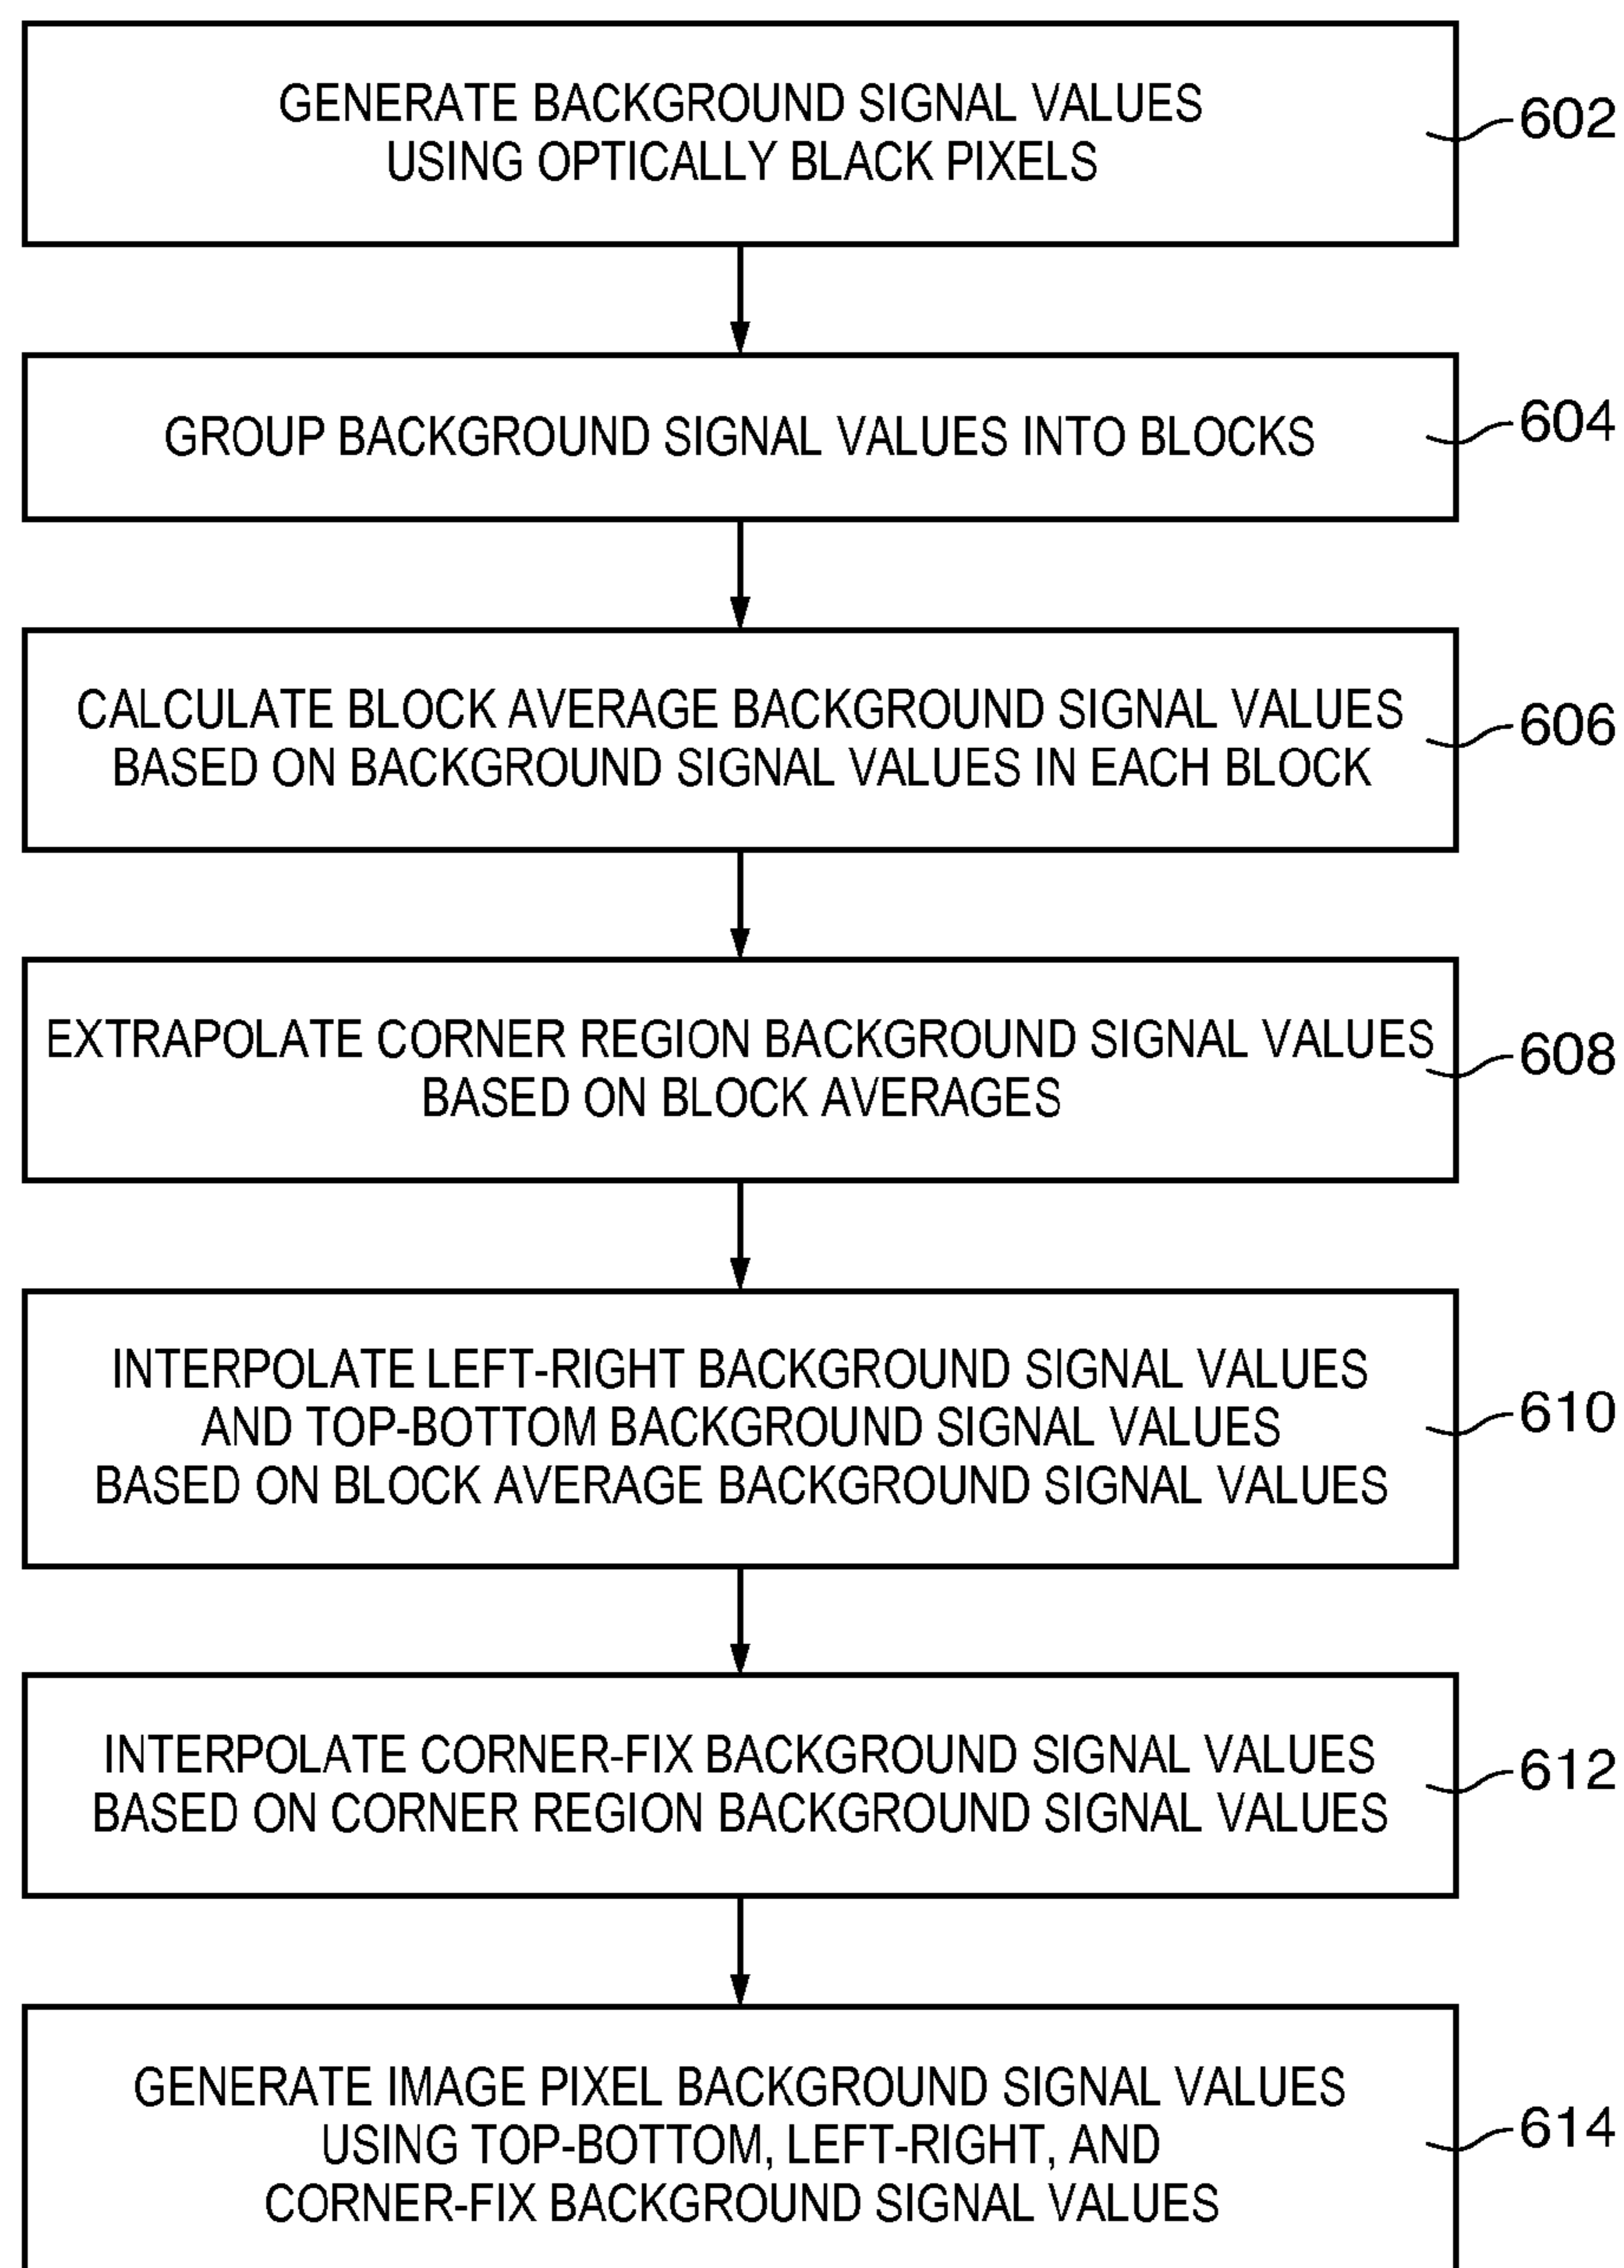 GENERATE BACKGROUND SIGNAL VALUES
USING OPTICALLY BLACK PIXELS
602
GROUP BACKGROUND SIGNAL VALUES INTO BLOCKS
604
CALCULATE BLOCK AVERAGE BACKGROUND SIGNAL VALUES
BASED ON BACKGROUND SIGNAL VALUES IN EACH BLOCK
606
EXTRAPOLATE CORNER REGION BACKGROUND SIGNAL VALUES
BASED ON BLOCK AVERAGES
608
INTERPOLATE LEFT-RIGHT BACKGROUND SIGNAL VALUES
AND TOP-BOTTOM BACKGROUND SIGNAL VALUES
BASED ON BLOCK AVERAGE BACKGROUND SIGNAL VALUES
610
INTERPOLATE CORNER-FIX BACKGROUND SIGNAL VALUES
BASED ON CORNER REGION BACKGROUND SIGNAL VALUES
612
GENERATE IMAGE PIXEL BACKGROUND SIGNAL VALUES
USING TOP-BOTTOM, LEFT-RIGHT, AND
CORNER-FIX BACKGROUND SIGNAL VALUES
614